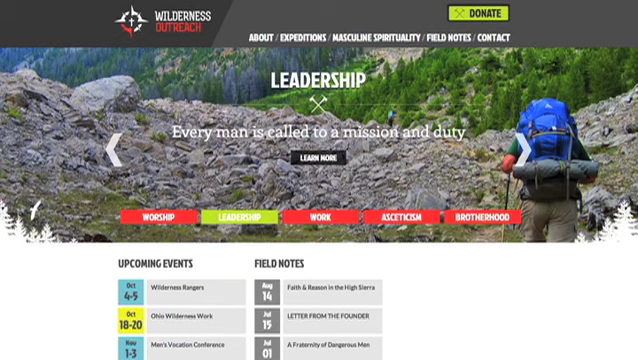 WILDERNESS
OUTREACH
DONATE
ABOUT / EXPEDITIONS / MASCULINE SPIRITUALITY / FIELD NOTES / CONTACT
LEADERSHIP
Every man is called to a mission and duty
LEARN MORE
WORSHIP
LEADERSHIP
WORK
ASCETICISM
BROTHERHOOD
UPCOMING EVENTS
Oct
4-5
Wilderness Rangers
Oct
18-20
Ohio Wilderness Work
Nov
1-3
Men's Vocation Conference
FIELD NOTES
Aug
14
Faith & Reason in the High Sierra
Jul
15
LETTER FROM THE FOUNDER
Jul
01
A Fraternity of Dangerous Men